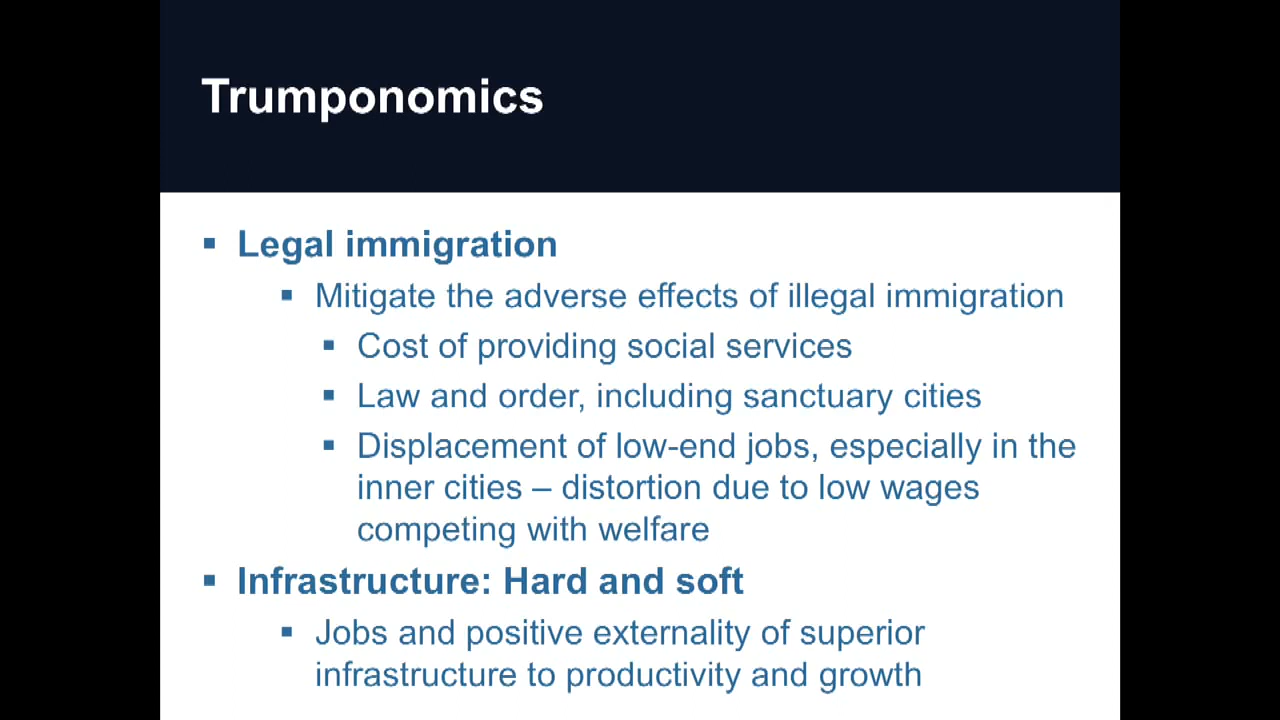 Trumponomics
▪ Legal immigration
▪ Mitigate the adverse effects of illegal immigration
▪ Cost of providing social services
▪ Law and order, including sanctuary cities
▪ Displacement of low-end jobs, especially in the
inner cities – distortion due to low wages
competing with welfare
▪ Infrastructure: Hard and soft
▪ Jobs and positive externality of superior
infrastructure to productivity and growth